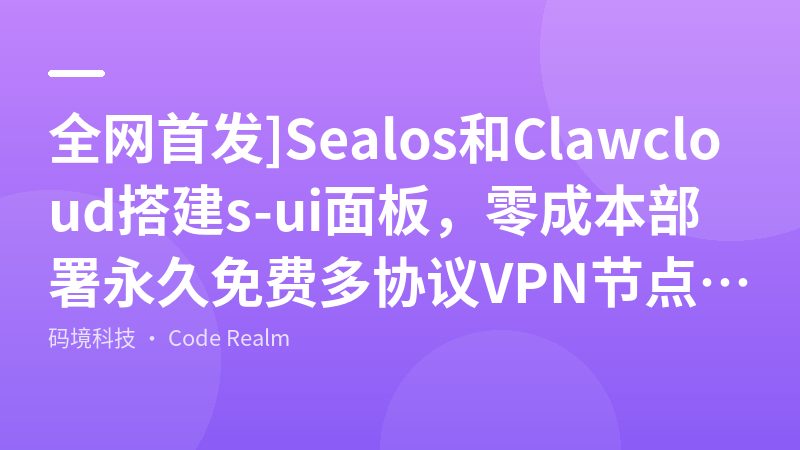 全网首发]Sealos和Clawclo
ud搭建s-ui面板，零成本部
署永久免费多协议VPN节点…
码境科技 · Code Realm